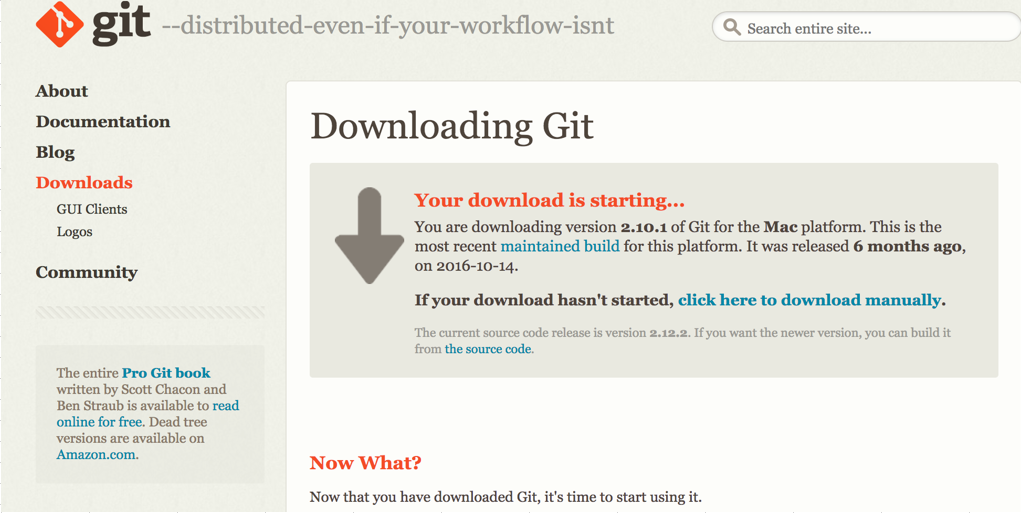 git --distributed-even-if-your-workflow-isnt
Search entire site...
About
Documentation
Blog
Downloads
GUI Clients
Logos
Community
The entire Pro Git book
written by Scott Chacon and
Ben Straub is available to read
online for free. Dead tree
versions are available on
Amazon.com.
Downloading Git
Your download is starting...
You are downloading version 2.10.1 of Git for the Mac platform. This is the
most recent maintained build for this platform. It was released 6 months ago,
on 2016-10-14.
If your download hasn't started, click here to download manually.
The current source code release is version 2.12.2. If you want the newer version, you can build it
from the source code.
Now What?
Now that you have downloaded Git, it's time to start using it.